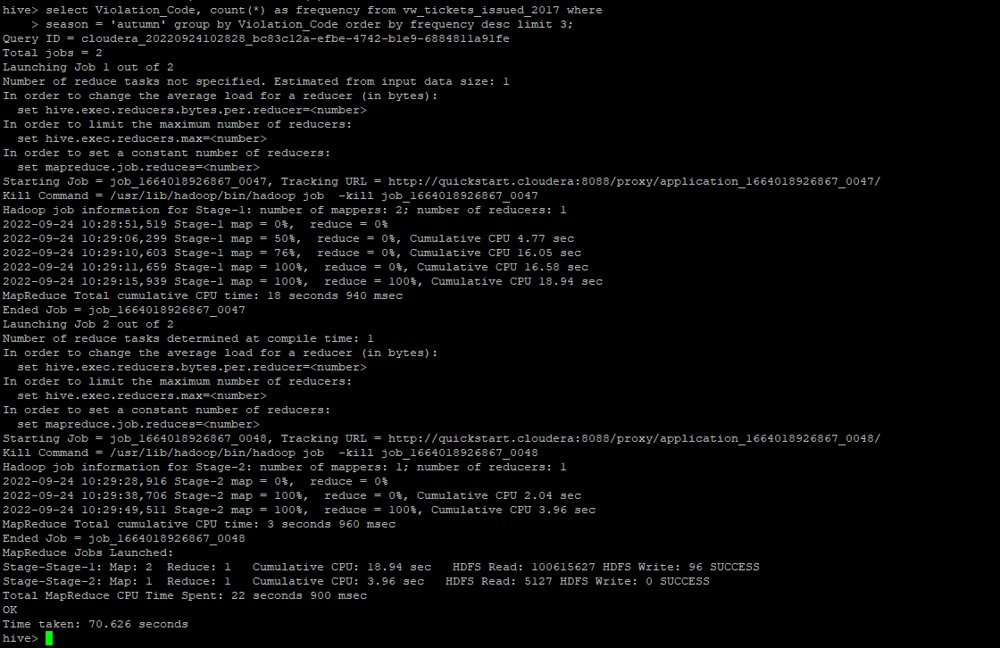 hive> select Violation_Code, count(*) as frequency from vw_tickets_issued_2017 where
    > season = 'autumn' group by Violation_Code order by frequency desc limit 3;
Query ID = cloudera_20220924102828_bc83c12a-efbe-4742-b1e9-6884811a91fe
Total jobs = 2
Launching Job 1 out of 2
Number of reduce tasks not specified. Estimated from input data size: 1
In order to change the average load for a reducer (in bytes):
  set hive.exec.reducers.bytes.per.reducer=<number>
In order to limit the maximum number of reducers:
  set hive.exec.reducers.max=<number>
In order to set a constant number of reducers:
  set mapreduce.job.reduces=<number>
Starting Job = job_1664018926867_0047, Tracking URL = http://quickstart.cloudera:8088/proxy/application_1664018926867_0047/
Kill Command = /usr/lib/hadoop/bin/hadoop job  -kill job_1664018926867_0047
Hadoop job information for Stage-1: number of mappers: 2; number of reducers: 1
2022-09-24 10:28:51,519 Stage-1 map = 0%,  reduce = 0%
2022-09-24 10:29:06,299 Stage-1 map = 50%,  reduce = 0%, Cumulative CPU 4.77 sec
2022-09-24 10:29:10,603 Stage-1 map = 76%,  reduce = 0%, Cumulative CPU 16.05 sec
2022-09-24 10:29:11,659 Stage-1 map = 100%,  reduce = 0%, Cumulative CPU 16.58 sec
2022-09-24 10:29:15,939 Stage-1 map = 100%,  reduce = 100%, Cumulative CPU 18.94 sec
MapReduce Total cumulative CPU time: 18 seconds 940 msec
Ended Job = job_1664018926867_0047
Launching Job 2 out of 2
Number of reduce tasks determined at compile time: 1
In order to change the average load for a reducer (in bytes):
  set hive.exec.reducers.bytes.per.reducer=<number>
In order to limit the maximum number of reducers:
  set hive.exec.reducers.max=<number>
In order to set a constant number of reducers:
  set mapreduce.job.reduces=<number>
Starting Job = job_1664018926867_0048, Tracking URL = http://quickstart.cloudera:8088/proxy/application_1664018926867_0048/
Kill Command = /usr/lib/hadoop/bin/hadoop job  -kill job_1664018926867_0048
Hadoop job information for Stage-2: number of mappers: 1; number of reducers: 1
2022-09-24 10:29:28,916 Stage-2 map = 0%,  reduce = 0%
2022-09-24 10:29:38,706 Stage-2 map = 100%,  reduce = 0%, Cumulative CPU 2.04 sec
2022-09-24 10:29:49,511 Stage-2 map = 100%,  reduce = 100%, Cumulative CPU 3.96 sec
MapReduce Total cumulative CPU time: 3 seconds 960 msec
Ended Job = job_1664018926867_0048
MapReduce Jobs Launched:
Stage-Stage-1: Map: 2  Reduce: 1   Cumulative CPU: 18.94 sec   HDFS Read: 100615627 HDFS Write: 96 SUCCESS
Stage-Stage-2: Map: 1  Reduce: 1   Cumulative CPU: 3.96 sec   HDFS Read: 5127 HDFS Write: 0 SUCCESS
Total MapReduce CPU Time Spent: 22 seconds 900 msec
OK
Time taken: 70.626 seconds
hive>